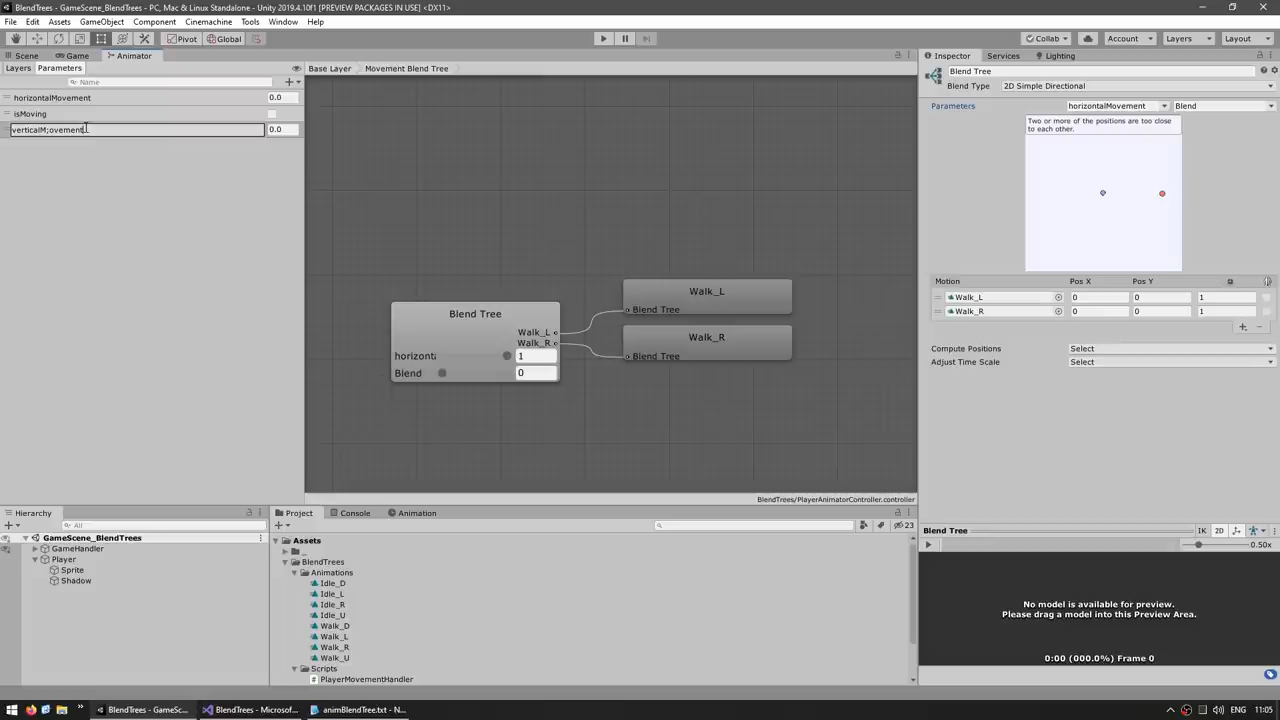 BlendTrees - GameScene_BlendTrees - PC, Mac & Linux Standalone - Unity 2019.4.10f1 [PREVIEW PACKAGES IN USE] <DX11>
File Edit Assets GameObject Component Cinemachine Tools Window Help
Pivot Global Collab Account Layers Layout
Scene Game Animator
Layers Parameters
Name
horizontalMovement 0.0
isMoving
verticalM;ovement 0.0
Base Layer Movement Blend Tree
Blend Tree
Walk_L
Walk_R
horizonta 1
Blend 0
Walk_L
Blend Tree
Walk_R
Blend Tree
BlendTrees/PlayerAnimatorController.controller
Inspector Services Lighting
Blend Tree
Blend Type 2D Simple Directional
Parameters horizontalMovement Blend
Two or more of the positions are too close
to each other.
Motion Pos X Pos Y
Walk_L 0 0 1
Walk_R 0 0 1
Compute Positions Select
Adjust Time Scale Select
Hierarchy
All
GameScene_BlendTrees
GameHandler
Player
Sprite
Shadow
Project Console Animation
23
Assets
_
BlendTrees
Animations
Idle_D
Idle_L
Idle_R
Idle_U
Walk_D
Walk_L
Walk_R
Walk_U
Scripts
PlayerMovementHandler
Blend Tree IK 2D
0.50x
No model is available for preview.
Please drag a model into this Preview Area.
0:00 (000.0%) Frame 0
BlendTrees - GameSc... BlendTrees - Microsof... animBlendTree.txt - N... ENG 11:05